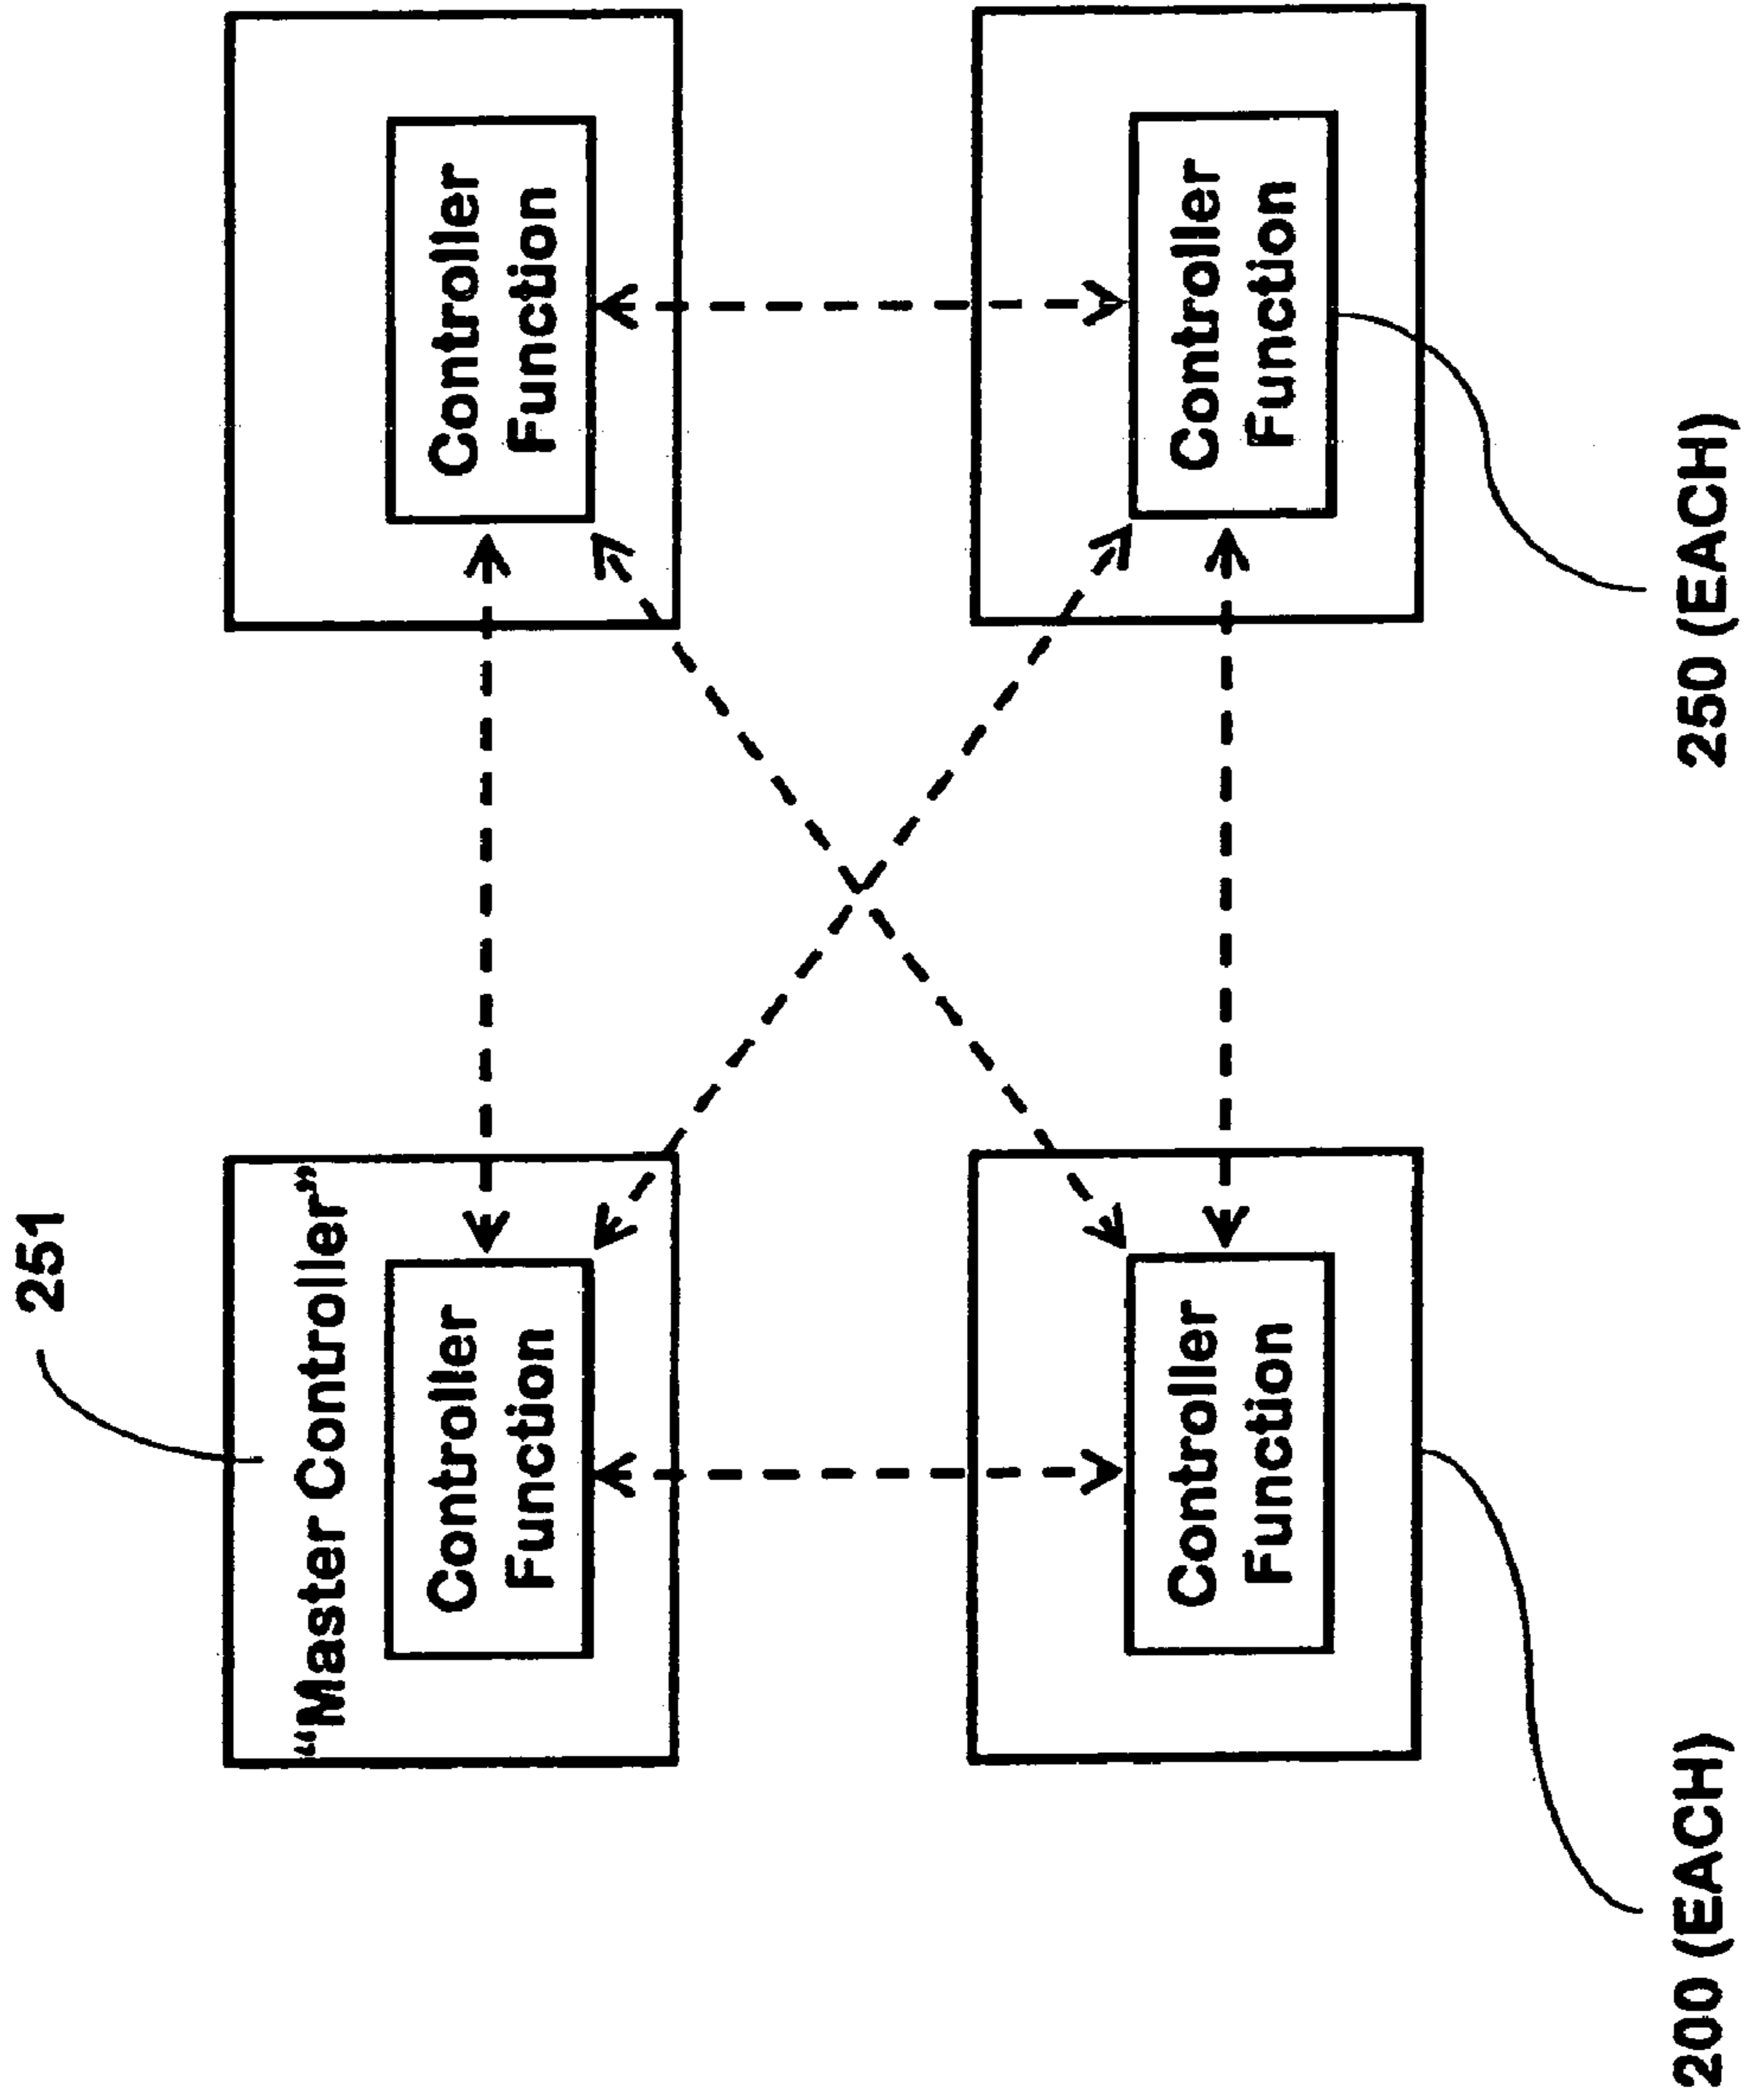 251
“Master Controller”
Controller
Function
Controller
Function
Controller
Function
Controller
Function
200 (EACH)
250 (EACH)